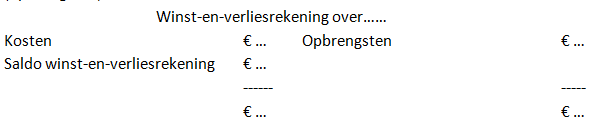 Winst-en-verliesrekening over......
Kosten € ... Opbrengsten € ...
Saldo winst-en-verliesrekening € ...
------ -----
€ ... € ...